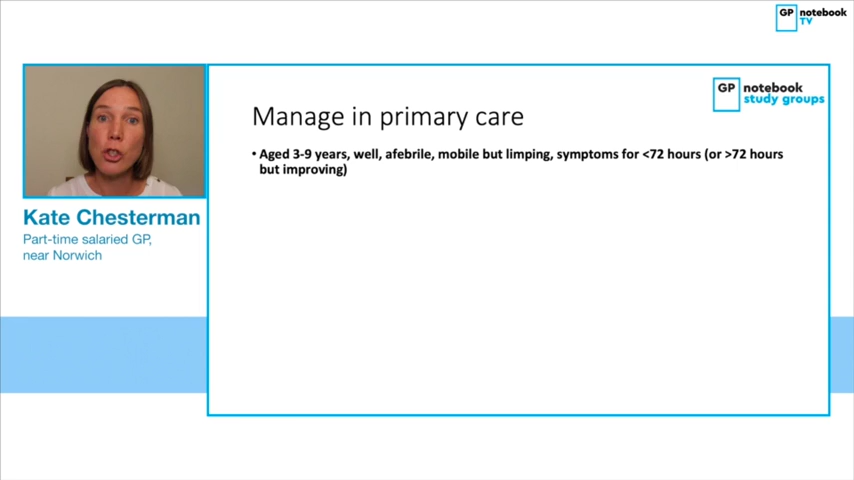 GP notebook
TV
GP notebook
study groups
Manage in primary care
• Aged 3-9 years, well, afebrile, mobile but limping, symptoms for <72 hours (or >72 hours
but improving)
Kate Chesterman
Part-time salaried GP,
near Norwich